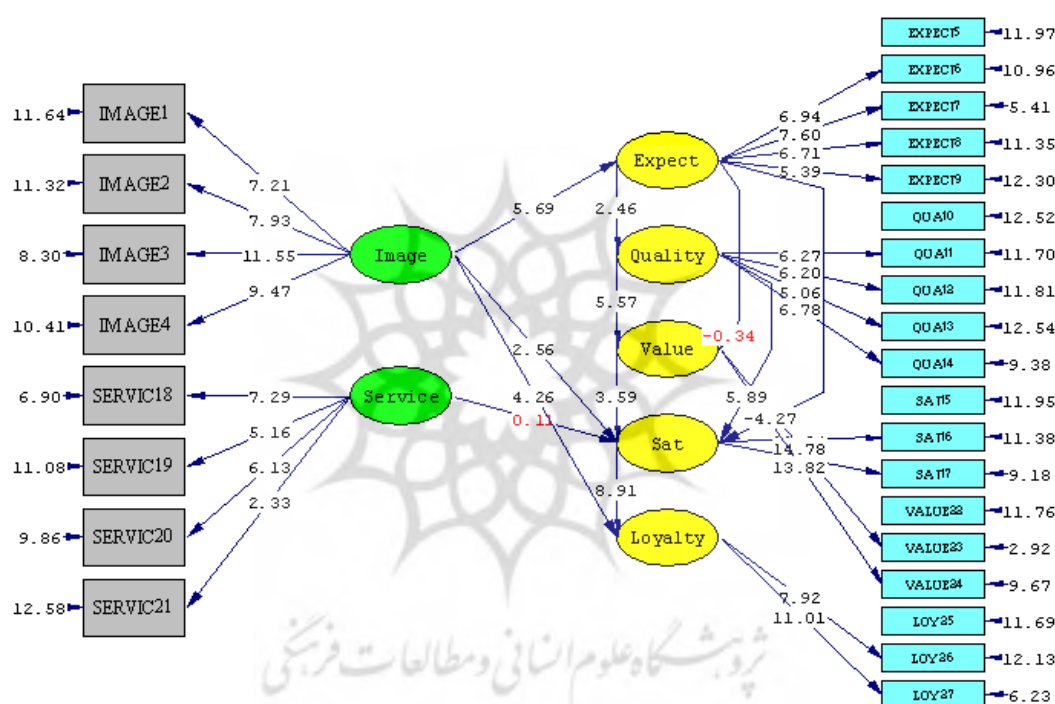 EXPECT5 11.97
EXPECT6 10.96
EXPECT7 5.41
EXPECT8 11.35
EXPECT9 12.30
QUA10 12.52
QUA11 11.70
QUA12 11.81
QUA13 12.54
QUA14 9.38
SAT15 11.95
SAT16 11.38
SAT17 9.18
VALUE22 11.76
VALUE23 2.92
VALUE24 9.67
LOY25 11.69
LOY26 12.13
LOY27 6.23
11.64 IMAGE1
11.32 IMAGE2
8.30 IMAGE3
10.41 IMAGE4
6.90 SERVIC18
11.08 SERVIC19
9.86 SERVIC20
12.58 SERVIC21
7.21
7.93
11.55
9.47
7.29
5.16
6.13
2.33
Image
Service
5.69
2.56
4.26
0.11
Expect
2.46
Quality
5.57
Value
3.59
Sat
8.91
Loyalty
6.94
7.60
6.71
5.39
6.27
6.20
5.06
6.78
-0.34
5.89
-4.27
14.78
13.82
7.92
11.01
پژوهشگاه علوم انسانی و مطالعات فرهنگی